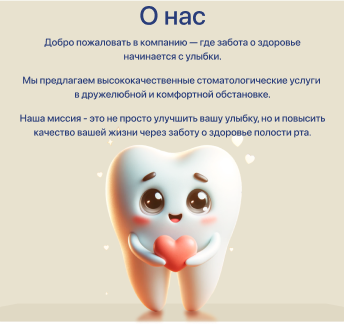 О нас
Добро пожаловать в компанию — где забота о здоровье
начинается с улыбки.
Мы предлагаем высококачественные стоматологические услуги
в дружелюбной и комфортной обстановке.
Наша миссия - это не просто улучшить вашу улыбку, но и повысить
качество вашей жизни через заботу о здоровье полости рта.